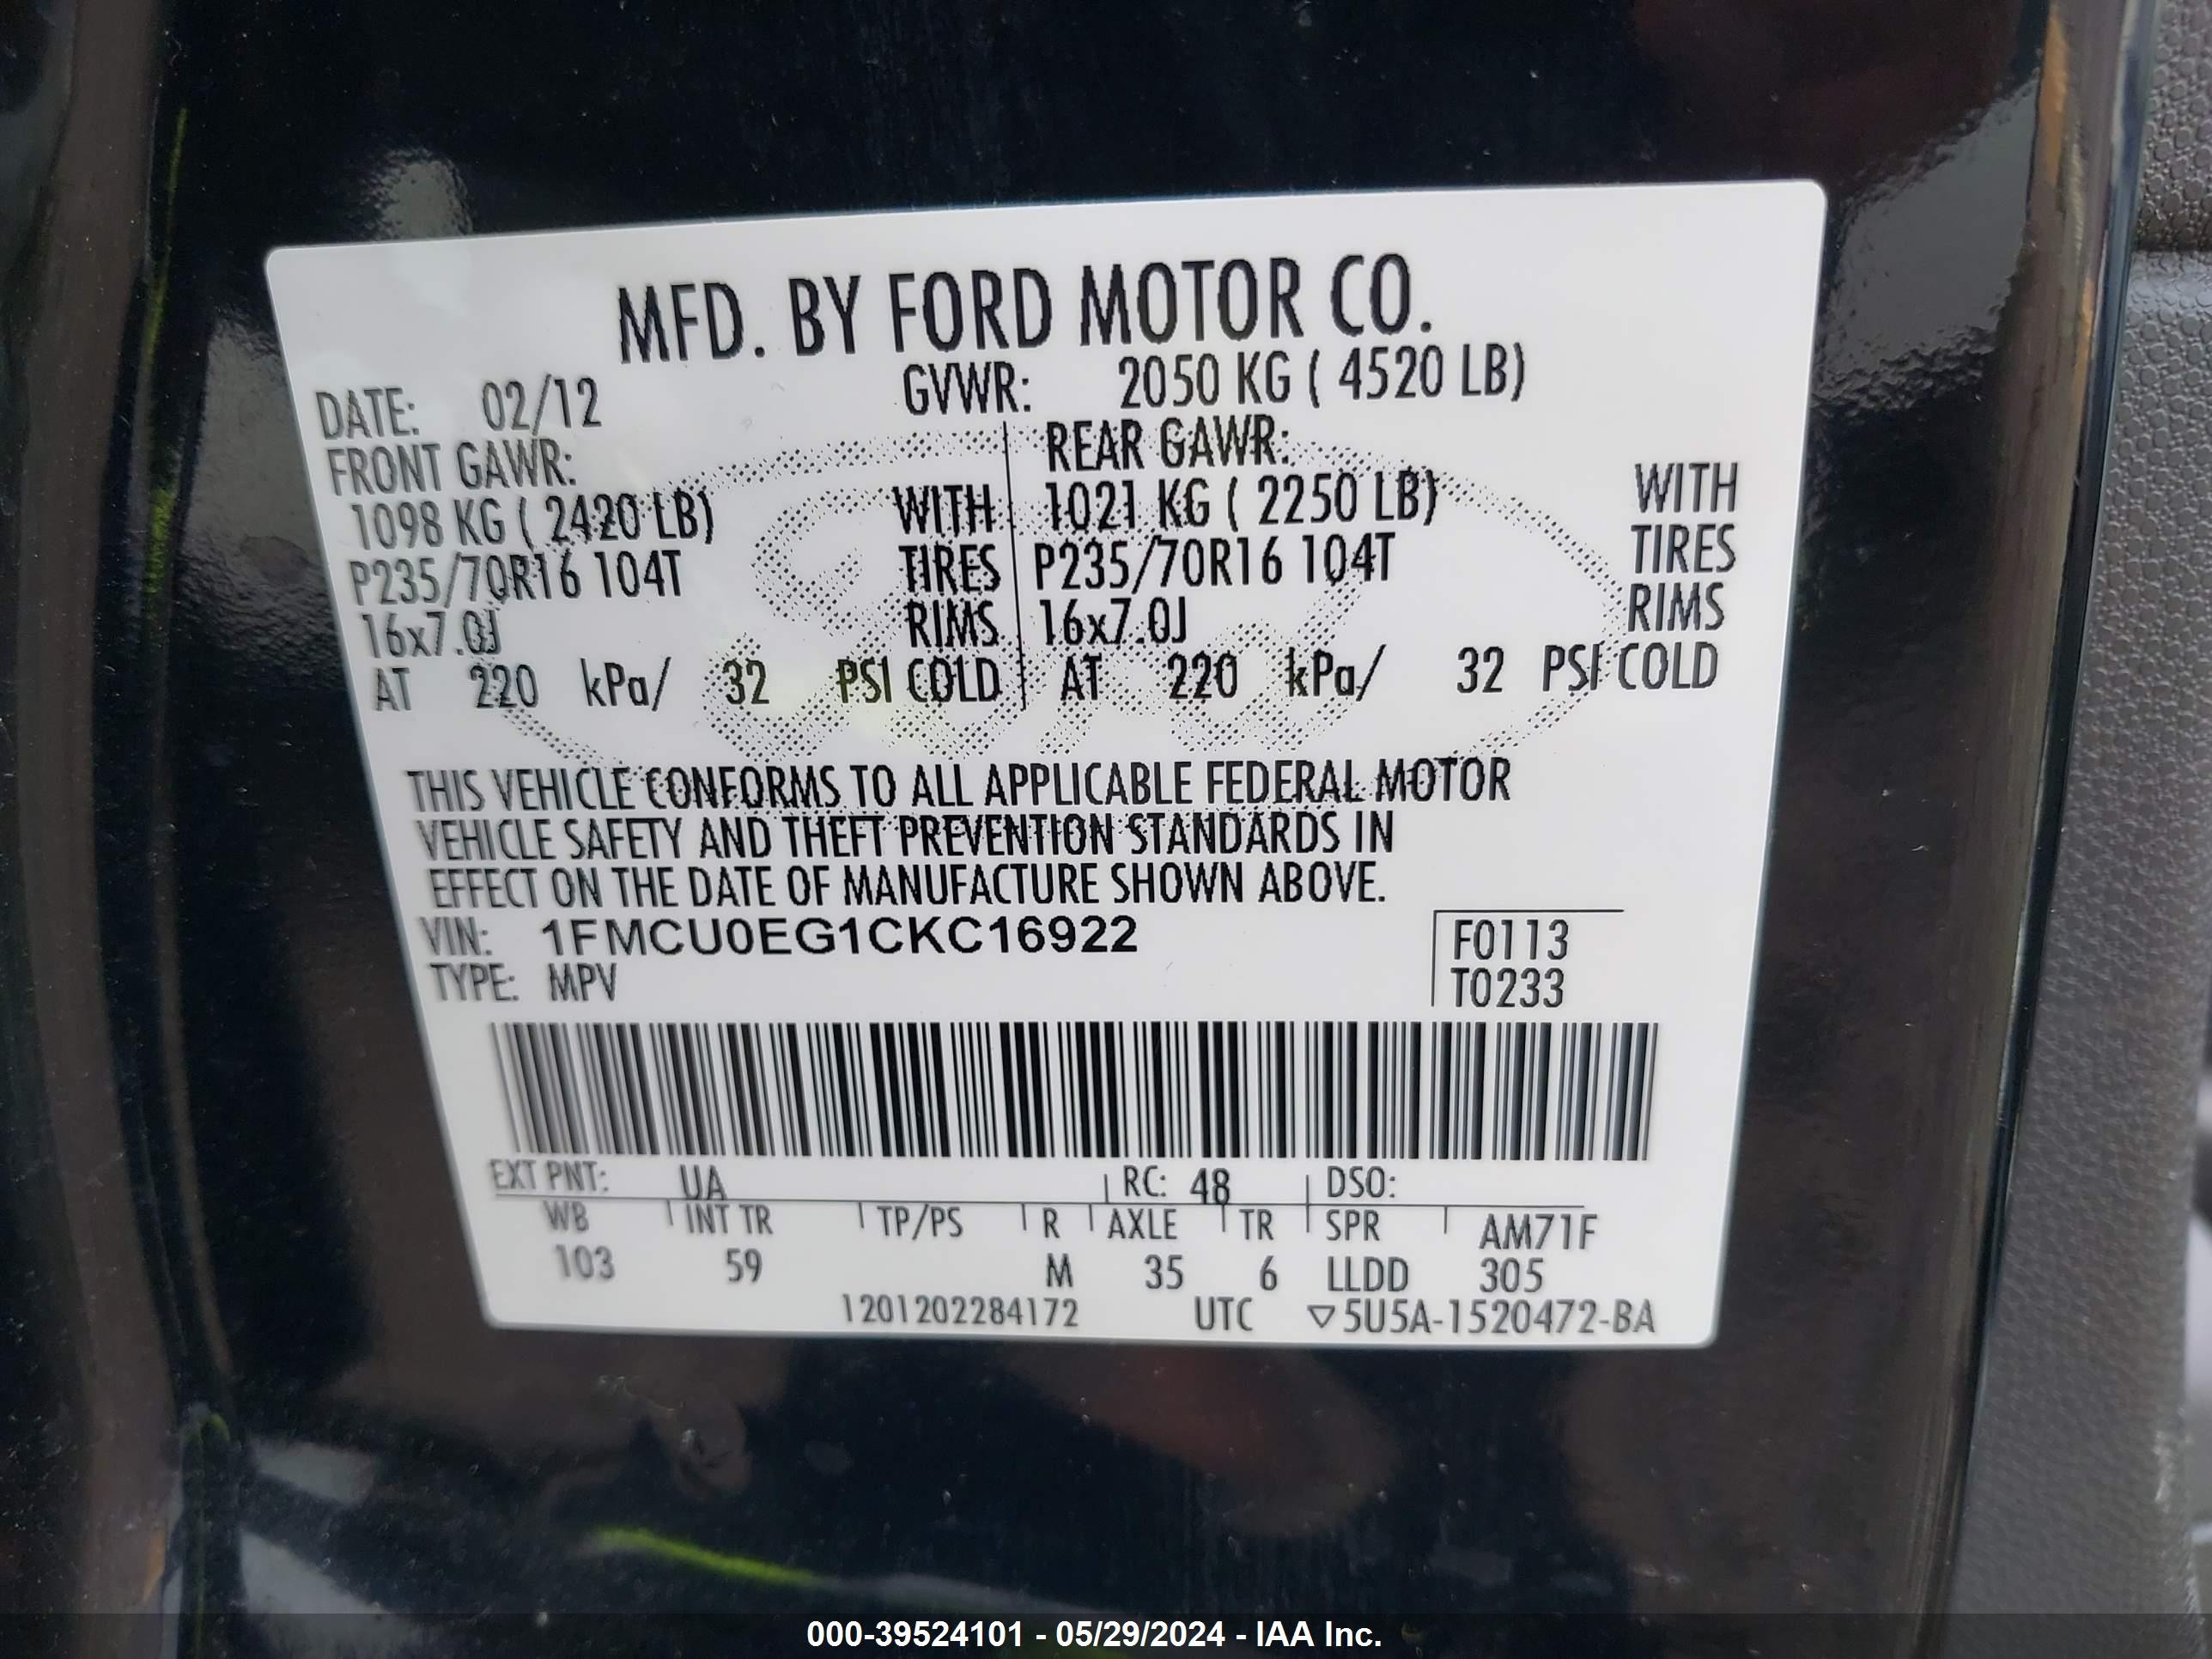 MFD. BY FORD MOTOR CO.
DATE: 02/12 GVWR: 2050 KG ( 4520 LB)
FRONT GAWR: REAR GAWR:
1098 KG ( 2420 LB) WITH 1021 KG ( 2250 LB) WITH
P235/70R16 104T TIRES P235/70R16 104T TIRES
16x7.0J RIMS 16x7.0J RIMS
AT 220 kPa/ 32 PSI COLD AT 220 kPa/ 32 PSI COLD
THIS VEHICLE CONFORMS TO ALL APPLICABLE FEDERAL MOTOR
VEHICLE SAFETY AND THEFT PREVENTION STANDARDS IN
EFFECT ON THE DATE OF MANUFACTURE SHOWN ABOVE.
VIN: 1FMCU0EG1CKC16922 F0113
TYPE: MPV T0233
EXT PNT: UA RC: 48 DSO:
WB INT TR TP/PS R AXLE TR SPR AM71F
103 59 M 35 6 LLDD 305
1201202284172 UTC ▽5U5A-1520472-BA
000-39524101 - 05/29/2024 - IAA Inc.